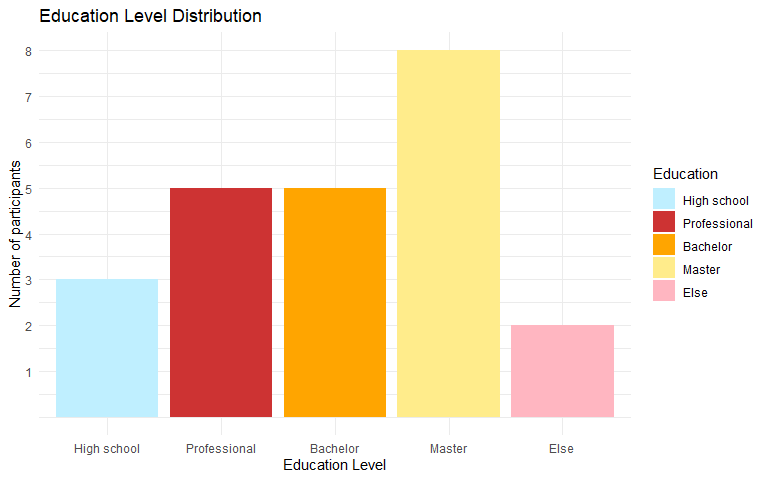 Education Level Distribution
Number of participants
8
7
6
5
4
3
2
1
High school
Professional
Bachelor
Master
Else
Education Level
Education
High school
Professional
Bachelor
Master
Else